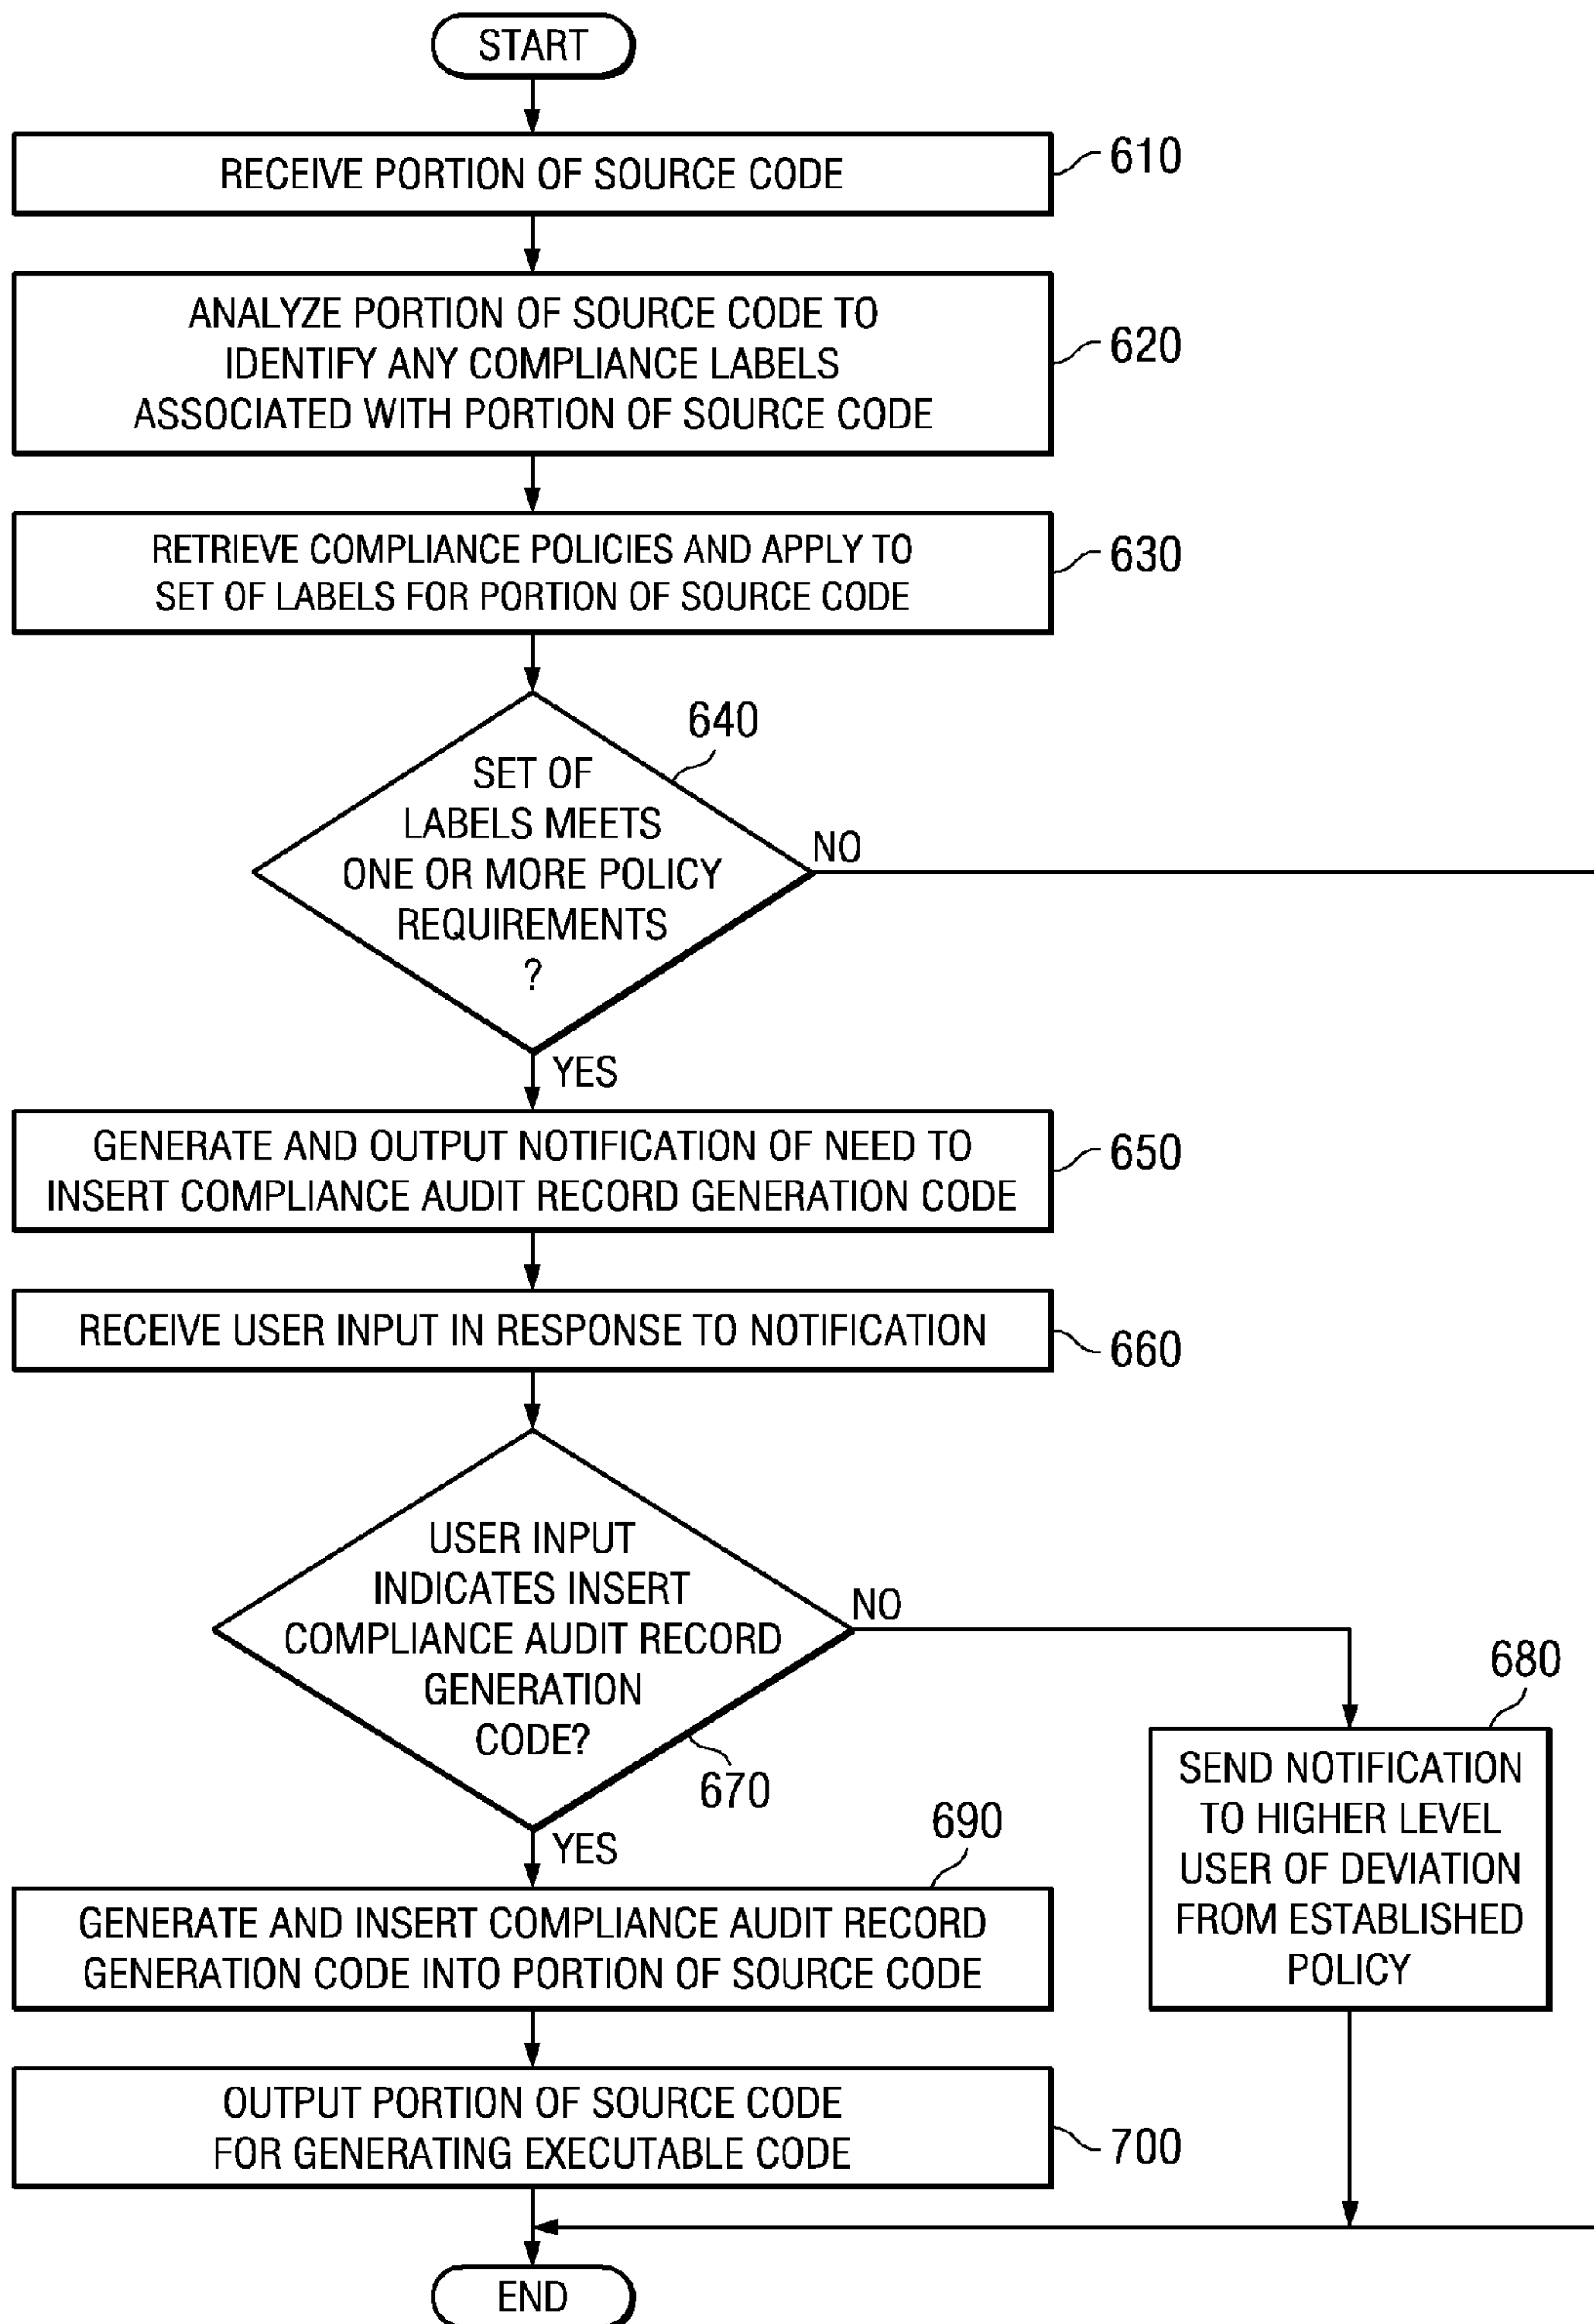 START
RECEIVE PORTION OF SOURCE CODE
610
ANALYZE PORTION OF SOURCE CODE TO
IDENTIFY ANY COMPLIANCE LABELS
ASSOCIATED WITH PORTION OF SOURCE CODE
620
RETRIEVE COMPLIANCE POLICIES AND APPLY TO
SET OF LABELS FOR PORTION OF SOURCE CODE
630
640
SET OF
LABELS MEETS
ONE OR MORE POLICY
REQUIREMENTS
?
NO
YES
GENERATE AND OUTPUT NOTIFICATION OF NEED TO
INSERT COMPLIANCE AUDIT RECORD GENERATION CODE
650
RECEIVE USER INPUT IN RESPONSE TO NOTIFICATION
660
USER INPUT
INDICATES INSERT
COMPLIANCE AUDIT RECORD
GENERATION
CODE?
670
NO
YES
680
SEND NOTIFICATION
TO HIGHER LEVEL
USER OF DEVIATION
FROM ESTABLISHED
POLICY
690
GENERATE AND INSERT COMPLIANCE AUDIT RECORD
GENERATION CODE INTO PORTION OF SOURCE CODE
OUTPUT PORTION OF SOURCE CODE
FOR GENERATING EXECUTABLE CODE
700
END